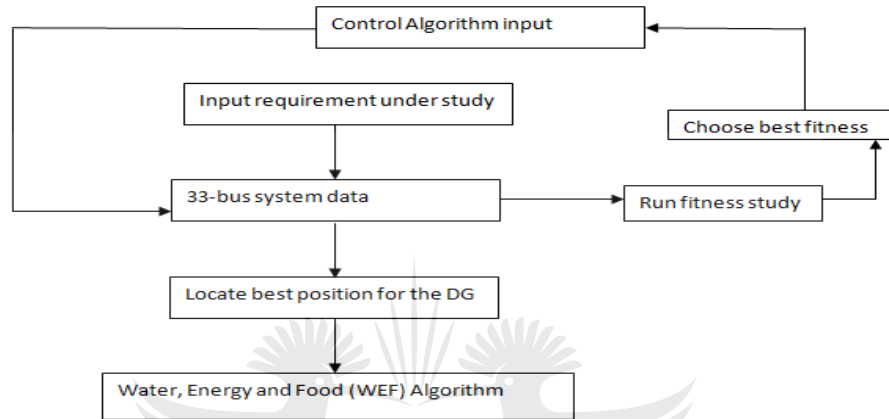 Control Algorithm input
Input requirement under study
Choose best fitness
33-bus system data
Run fitness study
Locate best position for the DG
Water, Energy and Food (WEF) Algorithm